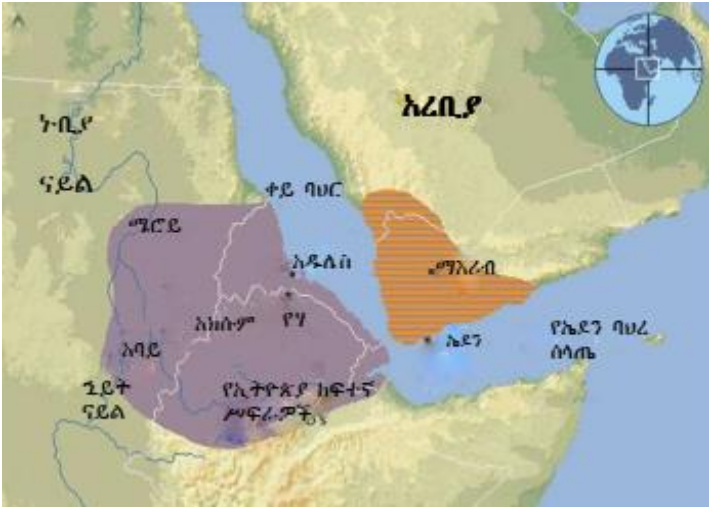 አረቢያ
ኑቢያ
ናይል
ቀይ ባህር
ሜሮይ
አዱሊስ
ማእራብ
አክሱም
የሃ
ኤደን
የኤደን ባህረ
ሰላጤ
አባይ
ኋይት
ናይል
የኢትዮጵያ ከፍተኛ
ሥፍራዎች